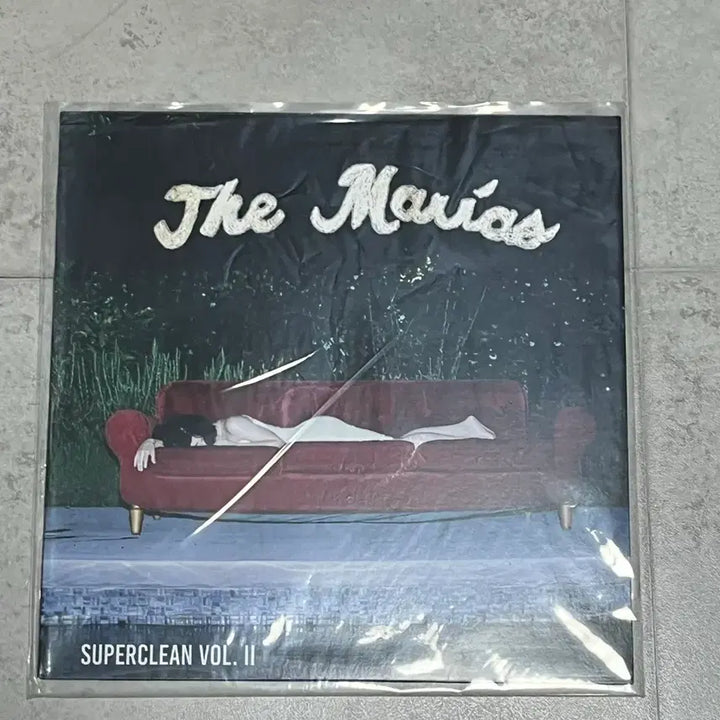 The Marías
SUPERCLEAN VOL. II